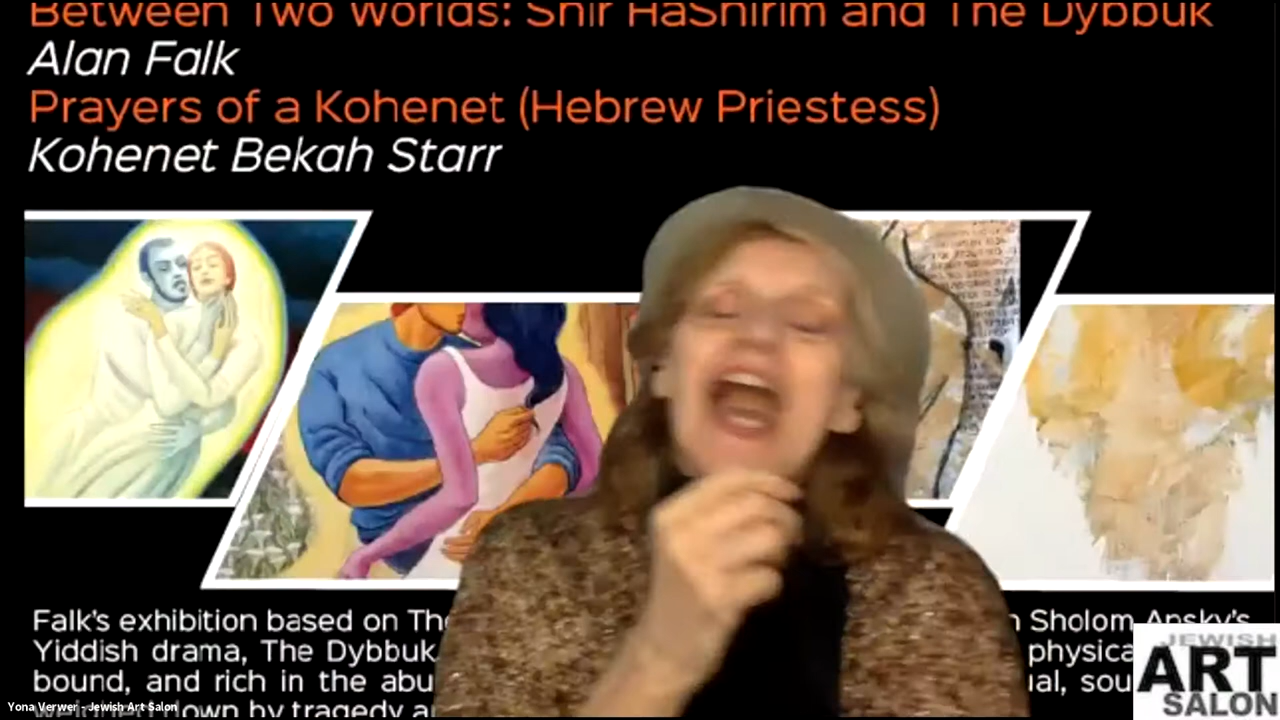 Between Two Worlds: Shir HaShirim and The Dybbuk
Alan Falk
Prayers of a Kohenet (Hebrew Priestess)
Kohenet Bekah Starr
Falk's exhibition based on The
Sholom Ansky's
Yiddish drama, The Dybbuk
physica
bound, and rich in the abu
ual, sou
weighed down by tragedy a
JEWISH
ART
SALON
Yona Verwer - Jewish Art Salon